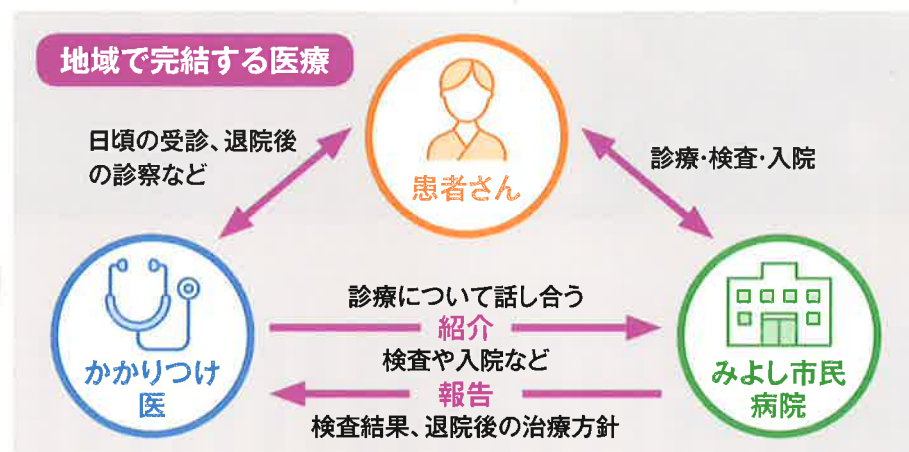 地域で完結する医療
患者さん
日頃の受診、退院後
の診察など
診療・検査・入院
かかりつけ
医
診療について話し合う
紹介
検査や入院など
報告
検査結果、退院後の治療方針
みよし市民
病院